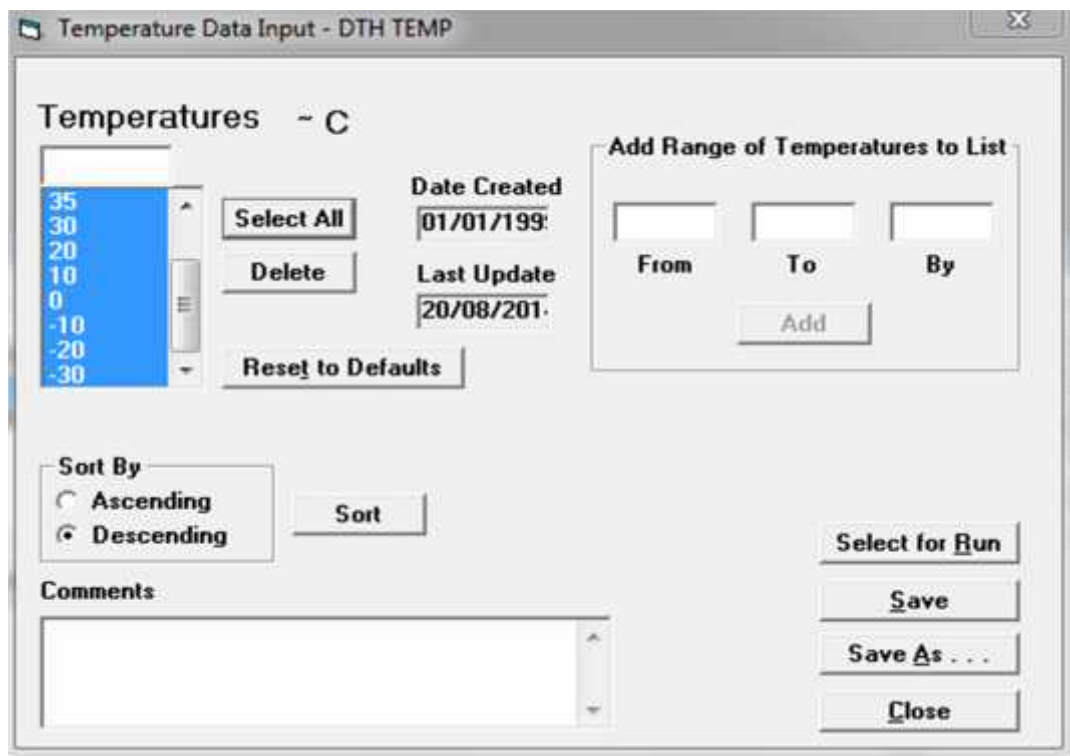 Temperature Data Input - DTH TEMP
Temperatures ~ C
35
30
20
10
0
-10
-20
-30
Select All
Delete
Reset to Defaults
Date Created
01/01/199
Last Update
20/08/201
Add Range of Temperatures to List
From To By
Add
Sort By
Ascending
Descending
Sort
Comments
Select for Run
Save
Save As . . .
Close